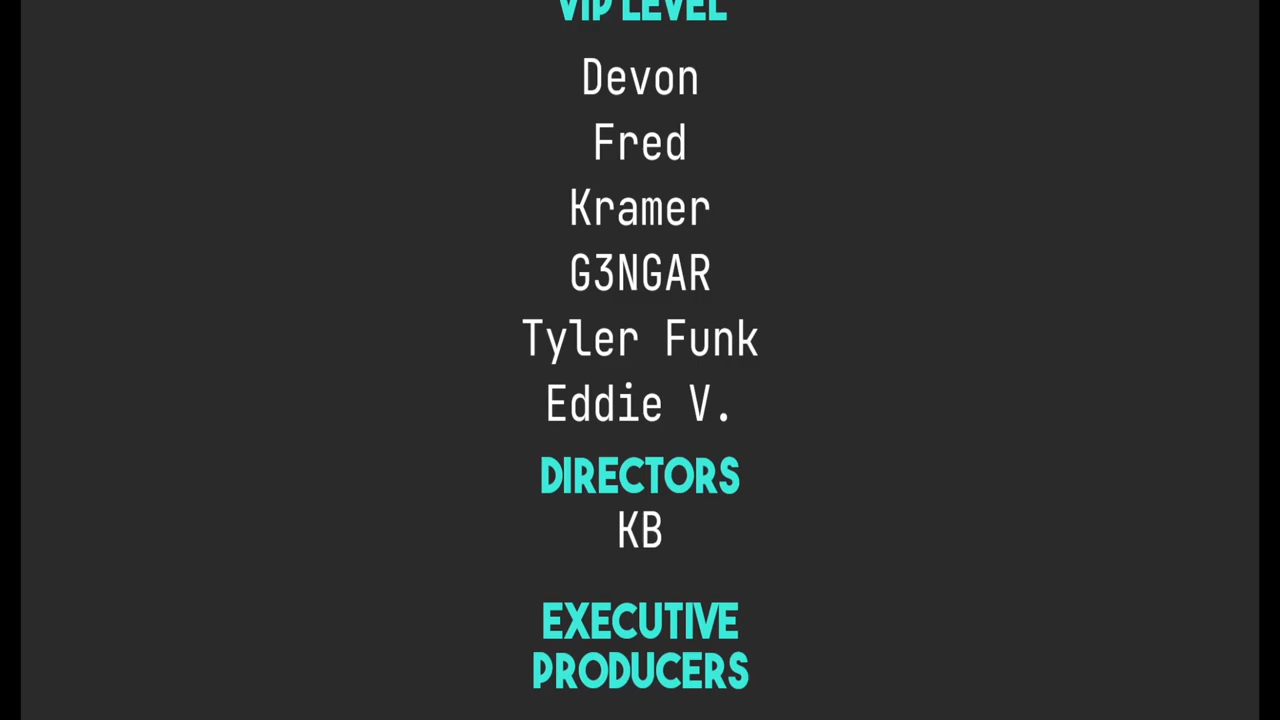 VIP LEVEL
Devon
Fred
Kramer
G3NGAR
Tyler Funk
Eddie V.
DIRECTORS
KB
EXECUTIVE
PRODUCERS